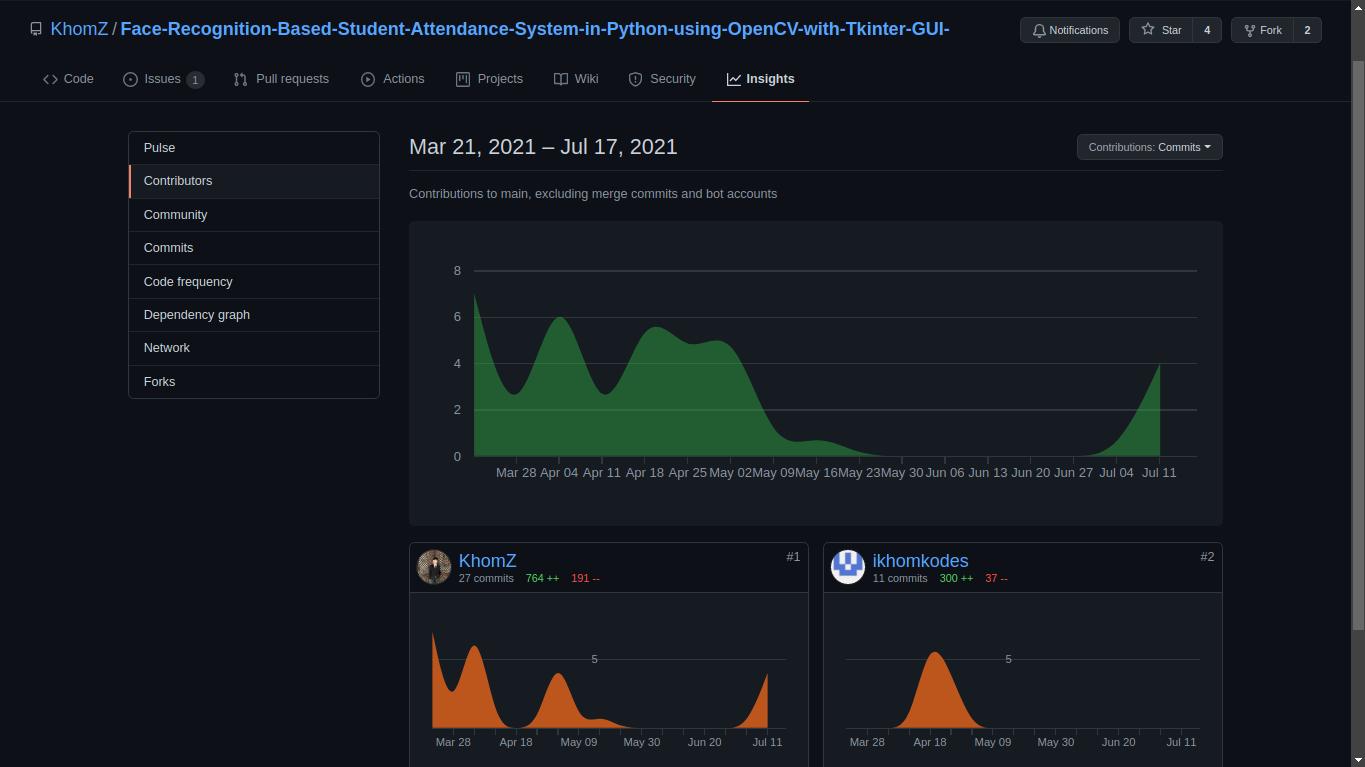 KhomZ / Face-Recognition-Based-Student-Attendance-System-in-Python-using-OpenCV-with-Tkinter-GUI-
Notifications Star 4 Fork 2
Code Issues 1 Pull requests Actions Projects Wiki Security Insights
Pulse
Contributors
Community
Commits
Code frequency
Dependency graph
Network
Forks
Mar 21, 2021 – Jul 17, 2021
Contributions: Commits
Contributions to main, excluding merge commits and bot accounts
8
6
4
2
0
Mar 28 Apr 04 Apr 11 Apr 18 Apr 25 May 02 May 09 May 16 May 23 May 30 Jun 06 Jun 13 Jun 20 Jun 27 Jul 04 Jul 11
KhomZ #1
27 commits 764 ++ 191 --
5
Mar 28 Apr 18 May 09 May 30 Jun 20 Jul 11
ikhomkodes #2
11 commits 300 ++ 37 --
5
Mar 28 Apr 18 May 09 May 30 Jun 20 Jul 11